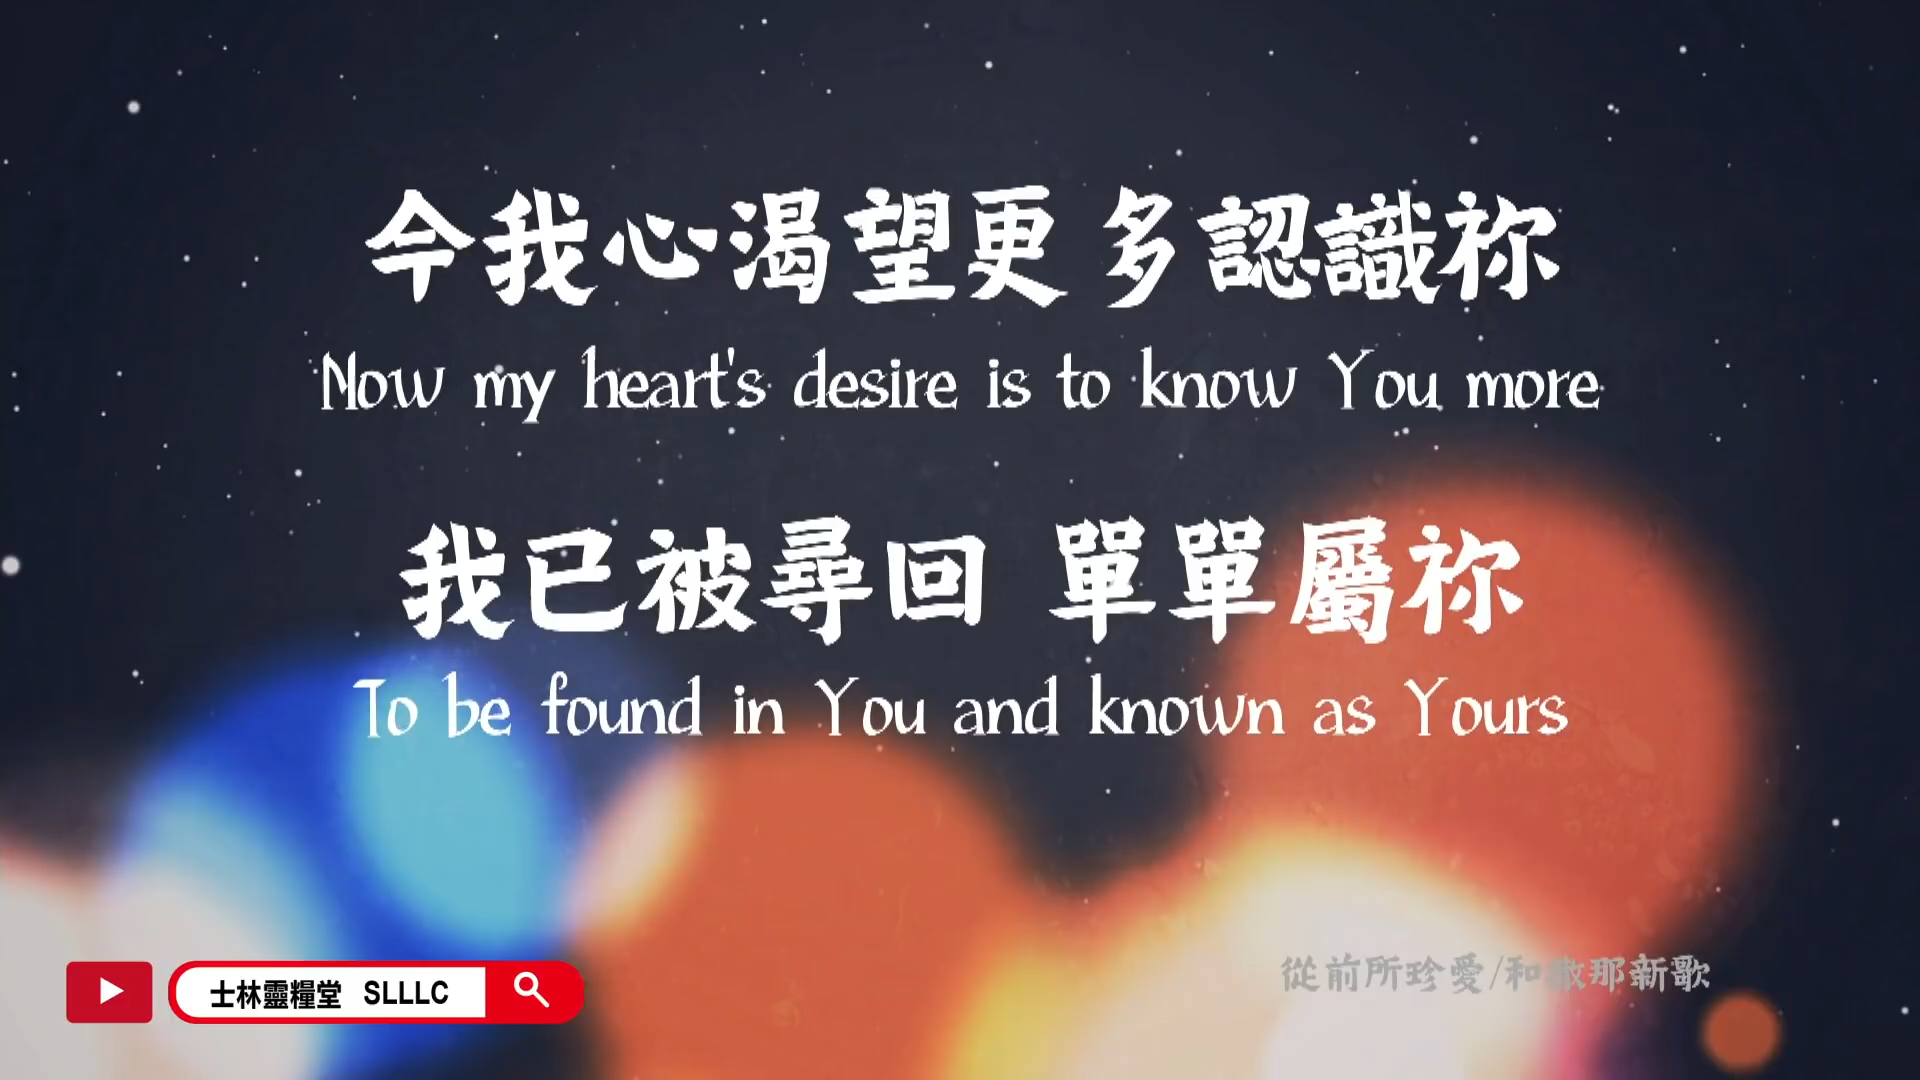 今我心渴望更多認識祢
Now my heart's desire is to know You more
我已被尋回 單單屬祢
To be found in You and known as Yours
從前所珍愛/和撒那新歌
士林靈糧堂 SLLLC